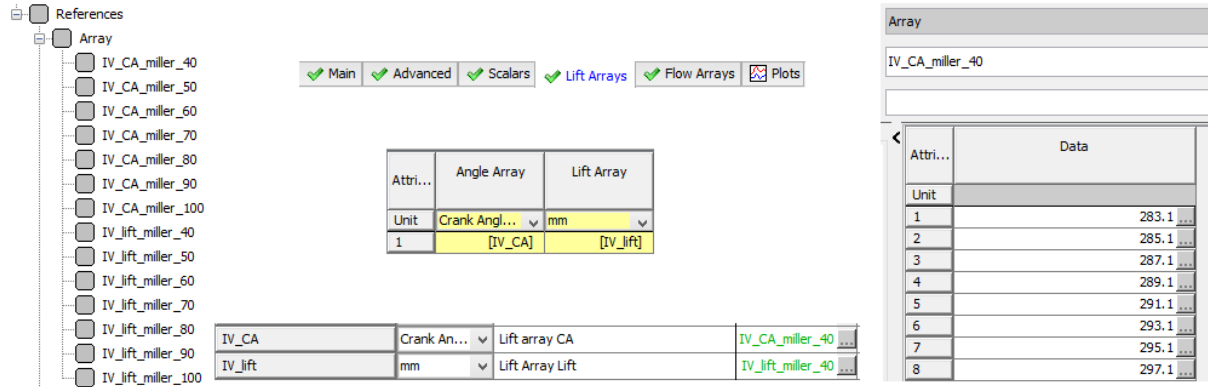 References
Array
IV_CA_miller_40
IV_CA_miller_50
IV_CA_miller_60
IV_CA_miller_70
IV_CA_miller_80
IV_CA_miller_90
IV_CA_miller_100
IV_lift_miller_40
IV_lift_miller_50
IV_lift_miller_60
IV_lift_miller_70
IV_lift_miller_80
IV_lift_miller_90
IV_lift_miller_100
Main Advanced Scalars Lift Arrays Flow Arrays Plots
Attri... Angle Array Lift Array
Unit Crank Angl... mm
1 [IV_CA] [IV_lift]
IV_CA Crank An... Lift array CA IV_CA_miller_40 ...
IV_lift mm Lift Array Lift IV_lift_miller_40 ...
Array
IV_CA_miller_40
Attri... Data
Unit
1 283.1 ...
2 285.1 ...
3 287.1 ...
4 289.1 ...
5 291.1 ...
6 293.1 ...
7 295.1 ...
8 297.1 ...